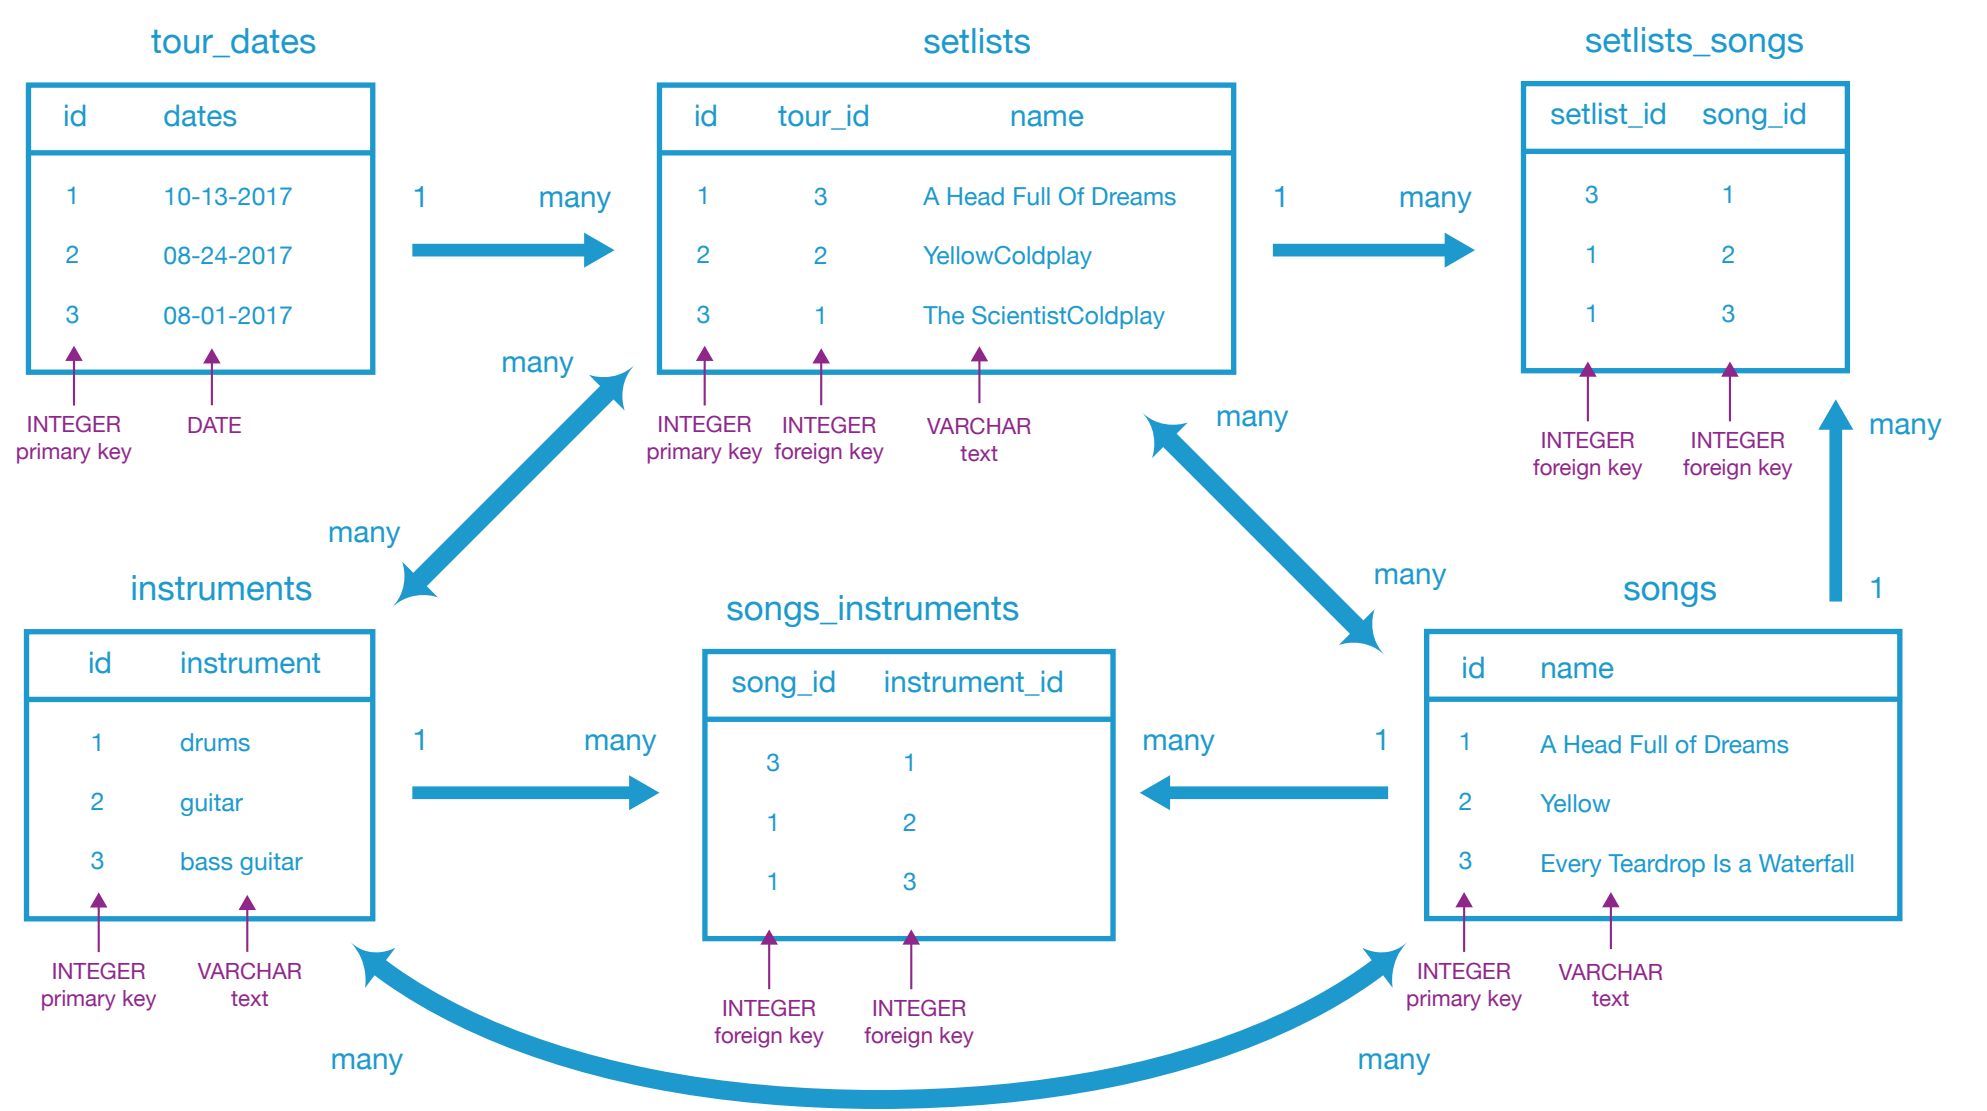 tour_dates
id dates
1 10-13-2017
2 08-24-2017
3 08-01-2017
INTEGER
primary key
DATE
1 many
setlists
id tour_id name
1 3 A Head Full Of Dreams
2 2 YellowColdplay
3 1 The ScientistColdplay
INTEGER
primary key
INTEGER
foreign key
VARCHAR
text
1 many
setlists_songs
setlist_id song_id
3 1
1 2
1 3
INTEGER
foreign key
INTEGER
foreign key
many
many
many
many
many
1
instruments
id instrument
1 drums
2 guitar
3 bass guitar
INTEGER
primary key
VARCHAR
text
1 many
songs_instruments
song_id instrument_id
3 1
1 2
1 3
INTEGER
foreign key
INTEGER
foreign key
many 1
songs
id name
1 A Head Full of Dreams
2 Yellow
3 Every Teardrop Is a Waterfall
INTEGER
primary key
VARCHAR
text
many
many